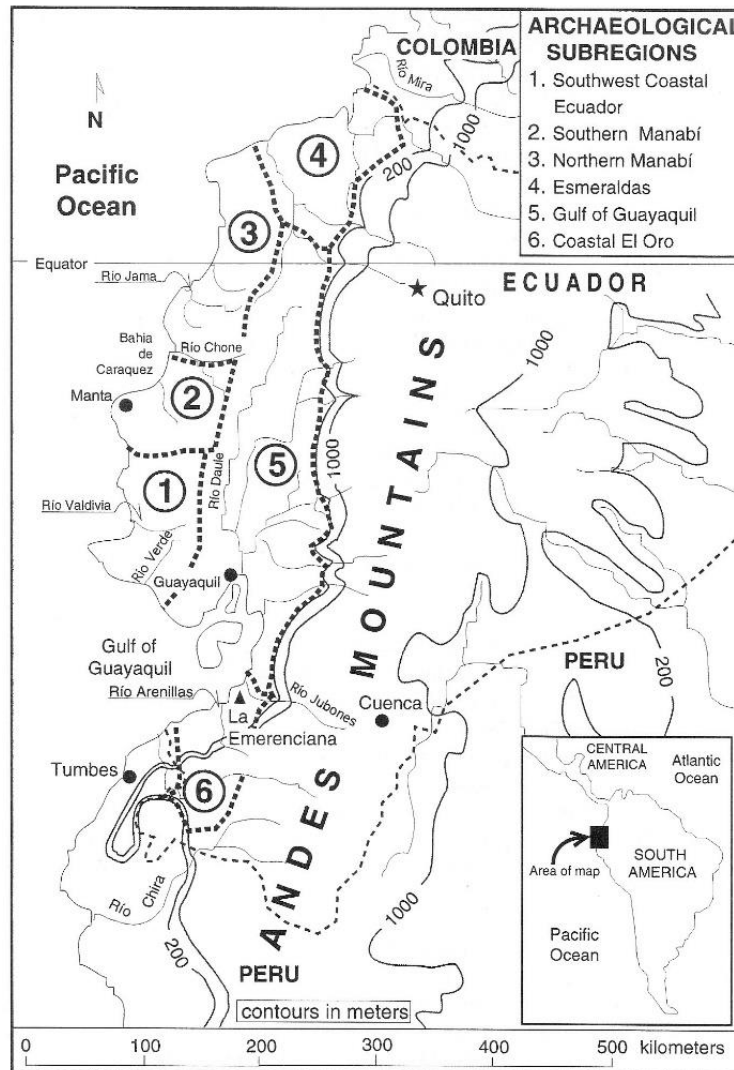 COLOMBIA
Río Mira
ARCHAEOLOGICAL
SUBREGIONS
1. Southwest Coastal
Ecuador
2. Southern Manabí
3. Northern Manabí
4. Esmeraldas
5. Gulf of Guayaquil
6. Coastal El Oro
N
Pacific
Ocean
1000
200
4
3
Equator
Río Jama
Quito
ECUADOR
Bahia
de
Caraquez
Río Chone
1000
Manta
2
5
1000
1
Río Daule
Río Valdivia
Río Verde
Guayaquil
ANDES MOUNTAINS
Gulf of
Guayaquil
PERU
200
Río Arenillas
Río Jubones
La
Emerenciana
Cuenca
Tumbes
6
Río Chira
200
1000
PERU
contours in meters
CENTRAL
AMERICA
Atlantic
Ocean
Area of map
SOUTH
AMERICA
Pacific
Ocean
0 100 200 300 400 500 kilometers